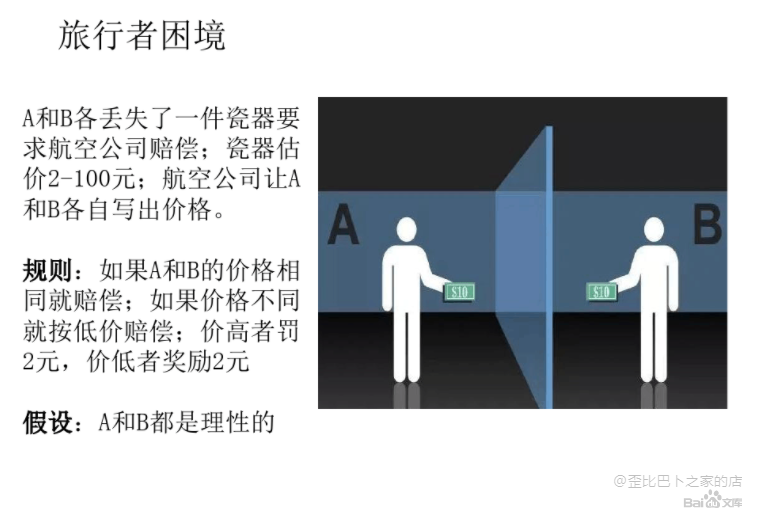 旅行者困境
A和B各丢失了一件瓷器要
求航空公司赔偿；瓷器估
价2-100元；航空公司让A
和B各自写出价格。
规则：如果A和B的价格相
同就赔偿；如果价格不同
就按低价赔偿；价高者罚
2元，价低者奖励2元
假设：A和B都是理性的
A
B
$10
$10
@歪比巴卜之家的店
Bai文库